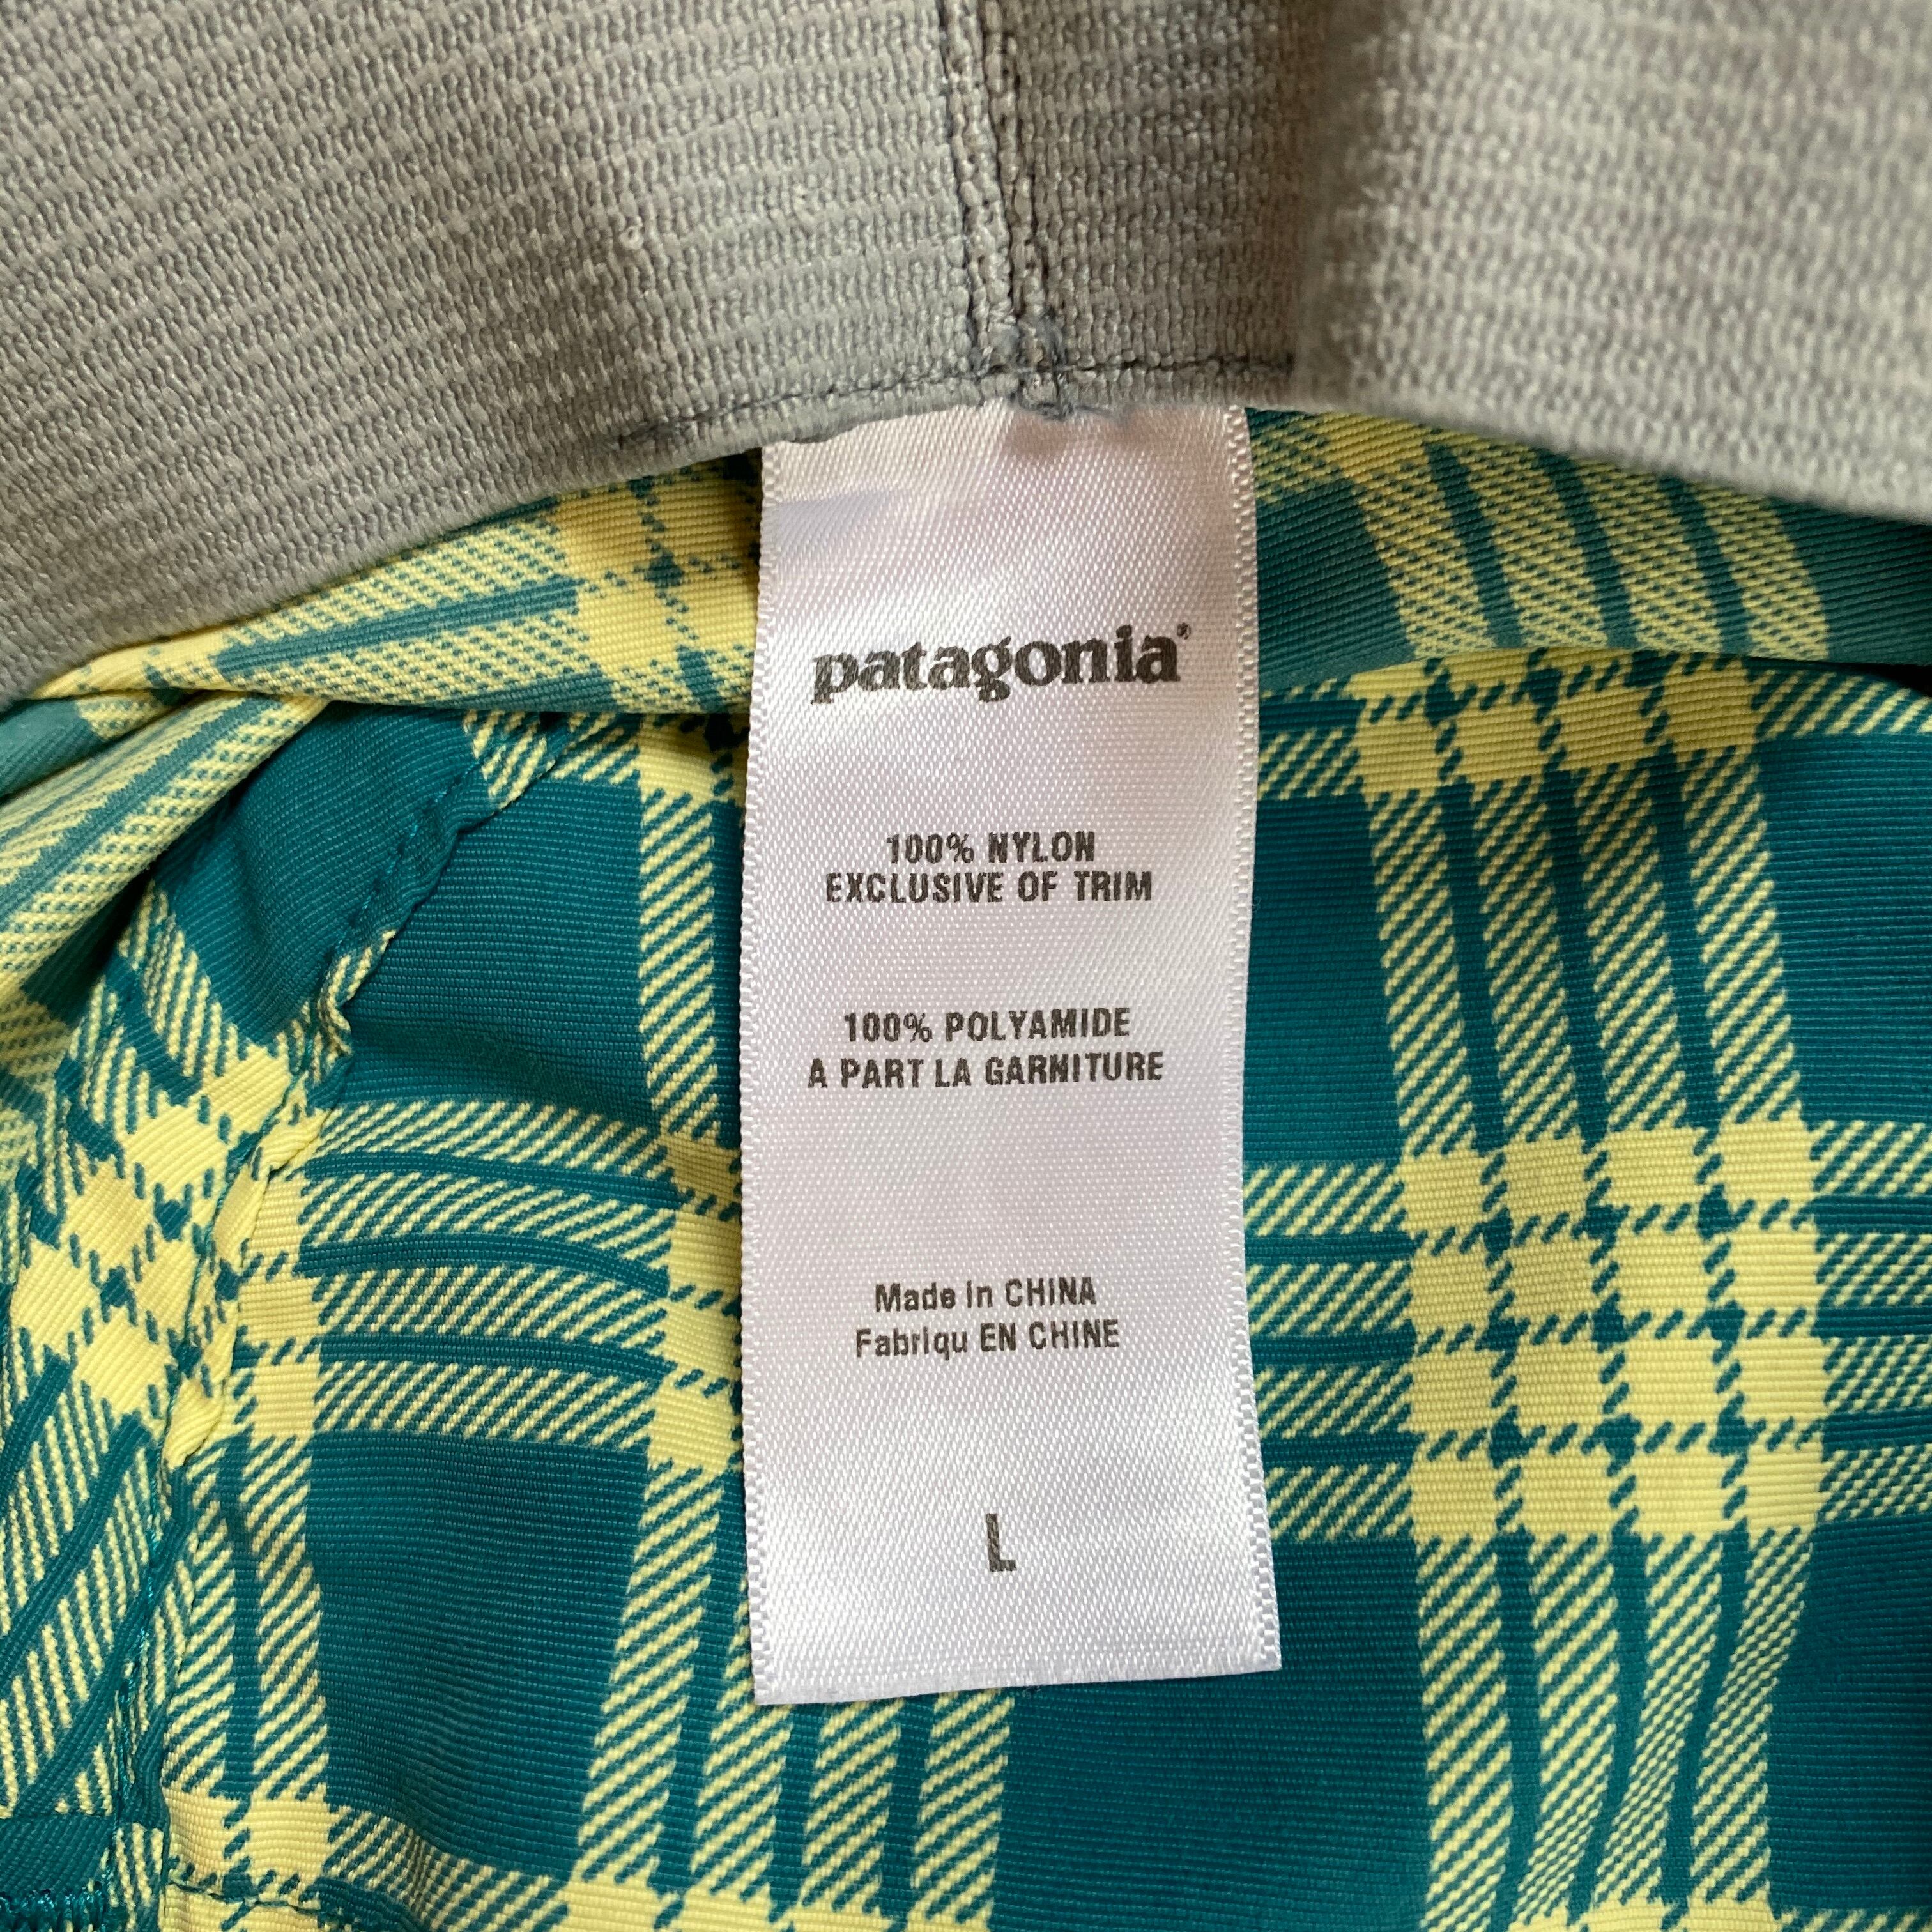 patagonia®
100% NYLON
EXCLUSIVE OF TRIM
100% POLYAMIDE
A PART LA GARNITURE
Made In CHINA
Fabriqu EN CHINE
L